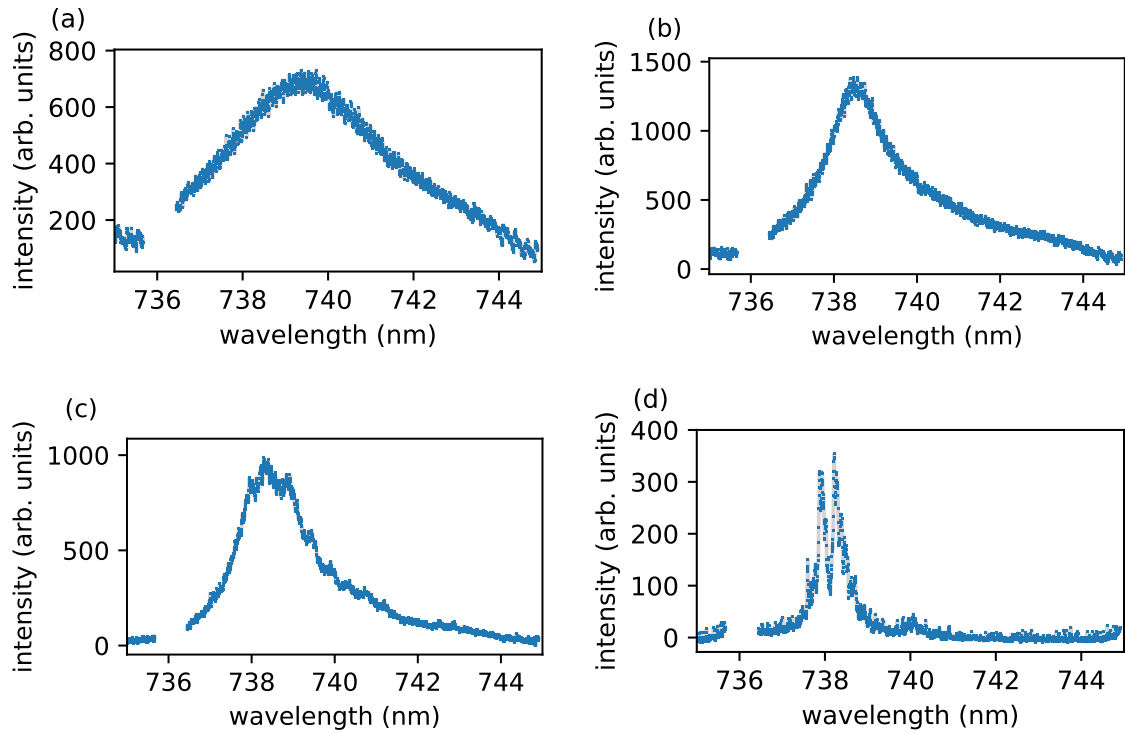 (a)
800
600
400
200
intensity (arb. units)
736 738 740 742 744
wavelength (nm)
(b)
1500
1000
500
0
intensity (arb. units)
736 738 740 742 744
wavelength (nm)
(c)
1000
500
0
intensity (arb. units)
736 738 740 742 744
wavelength (nm)
(d)
400
300
200
100
0
intensity (arb. units)
736 738 740 742 744
wavelength (nm)